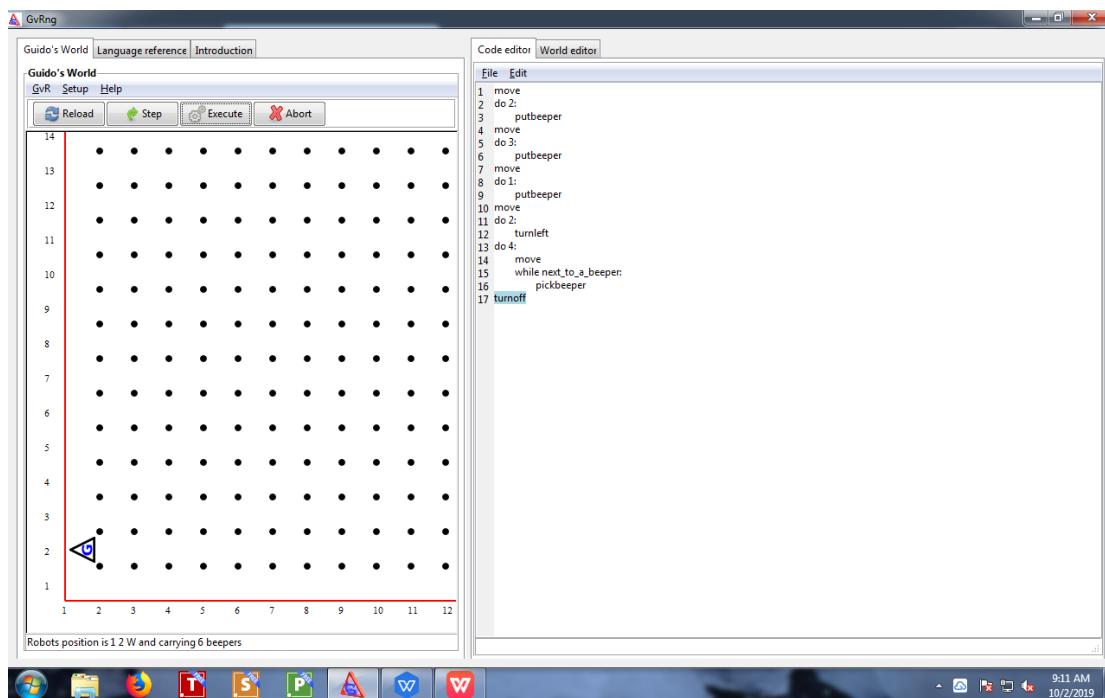 GvRng
Guido's World Language reference Introduction
Guido's World
GvR Setup Help
Reload Step Execute Abort
14
13
12
11
10
9
8
7
6
5
4
3
2
1
G
1 2 3 4 5 6 7 8 9 10 11 12
Robots position is 1 2 W and carrying 6 beepers
Code editor World editor
File Edit
1 move
2 do 2:
3 putbeeper
4 move
5 do 3:
6 putbeeper
7 move
8 do 1:
9 putbeeper
10 move
11 do 2:
12 turnleft
13 do 4:
14 move
15 while next_to_a_beeper:
16 pickbeeper
17 turnoff
T S P W W
9:11 AM
10/2/2019